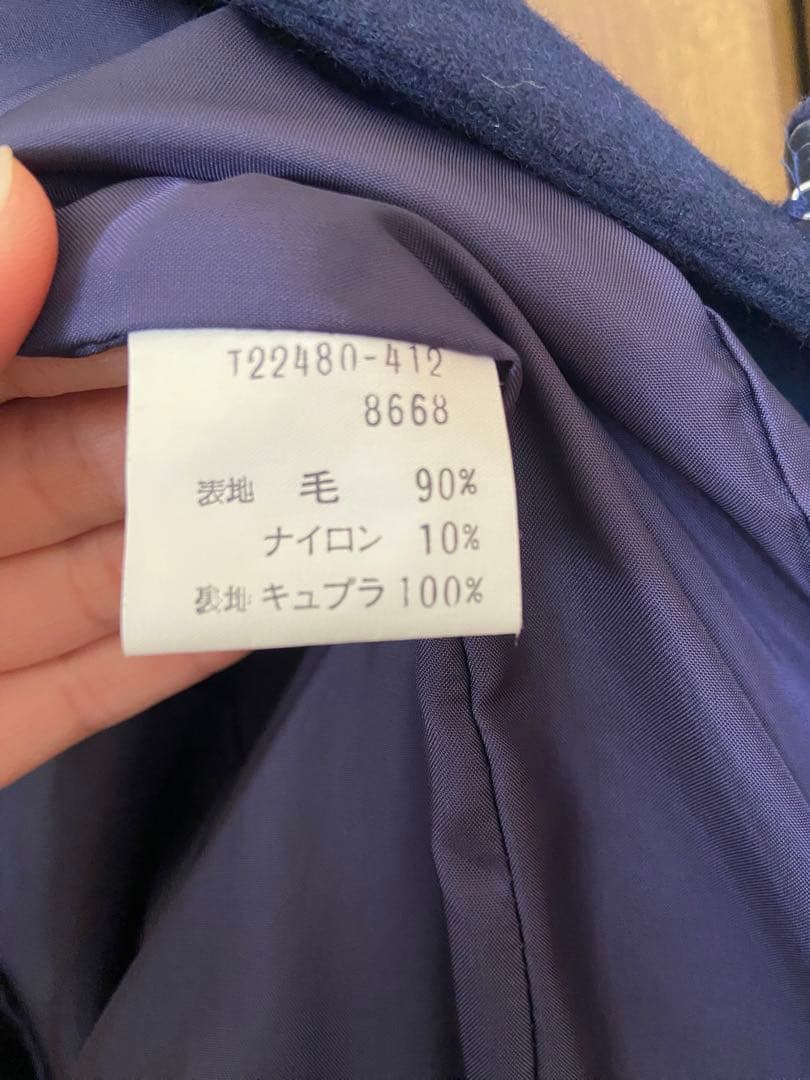 T22480-412
8668
表地 毛 90%
ナイロン 10%
裏地 キュプラ 100%